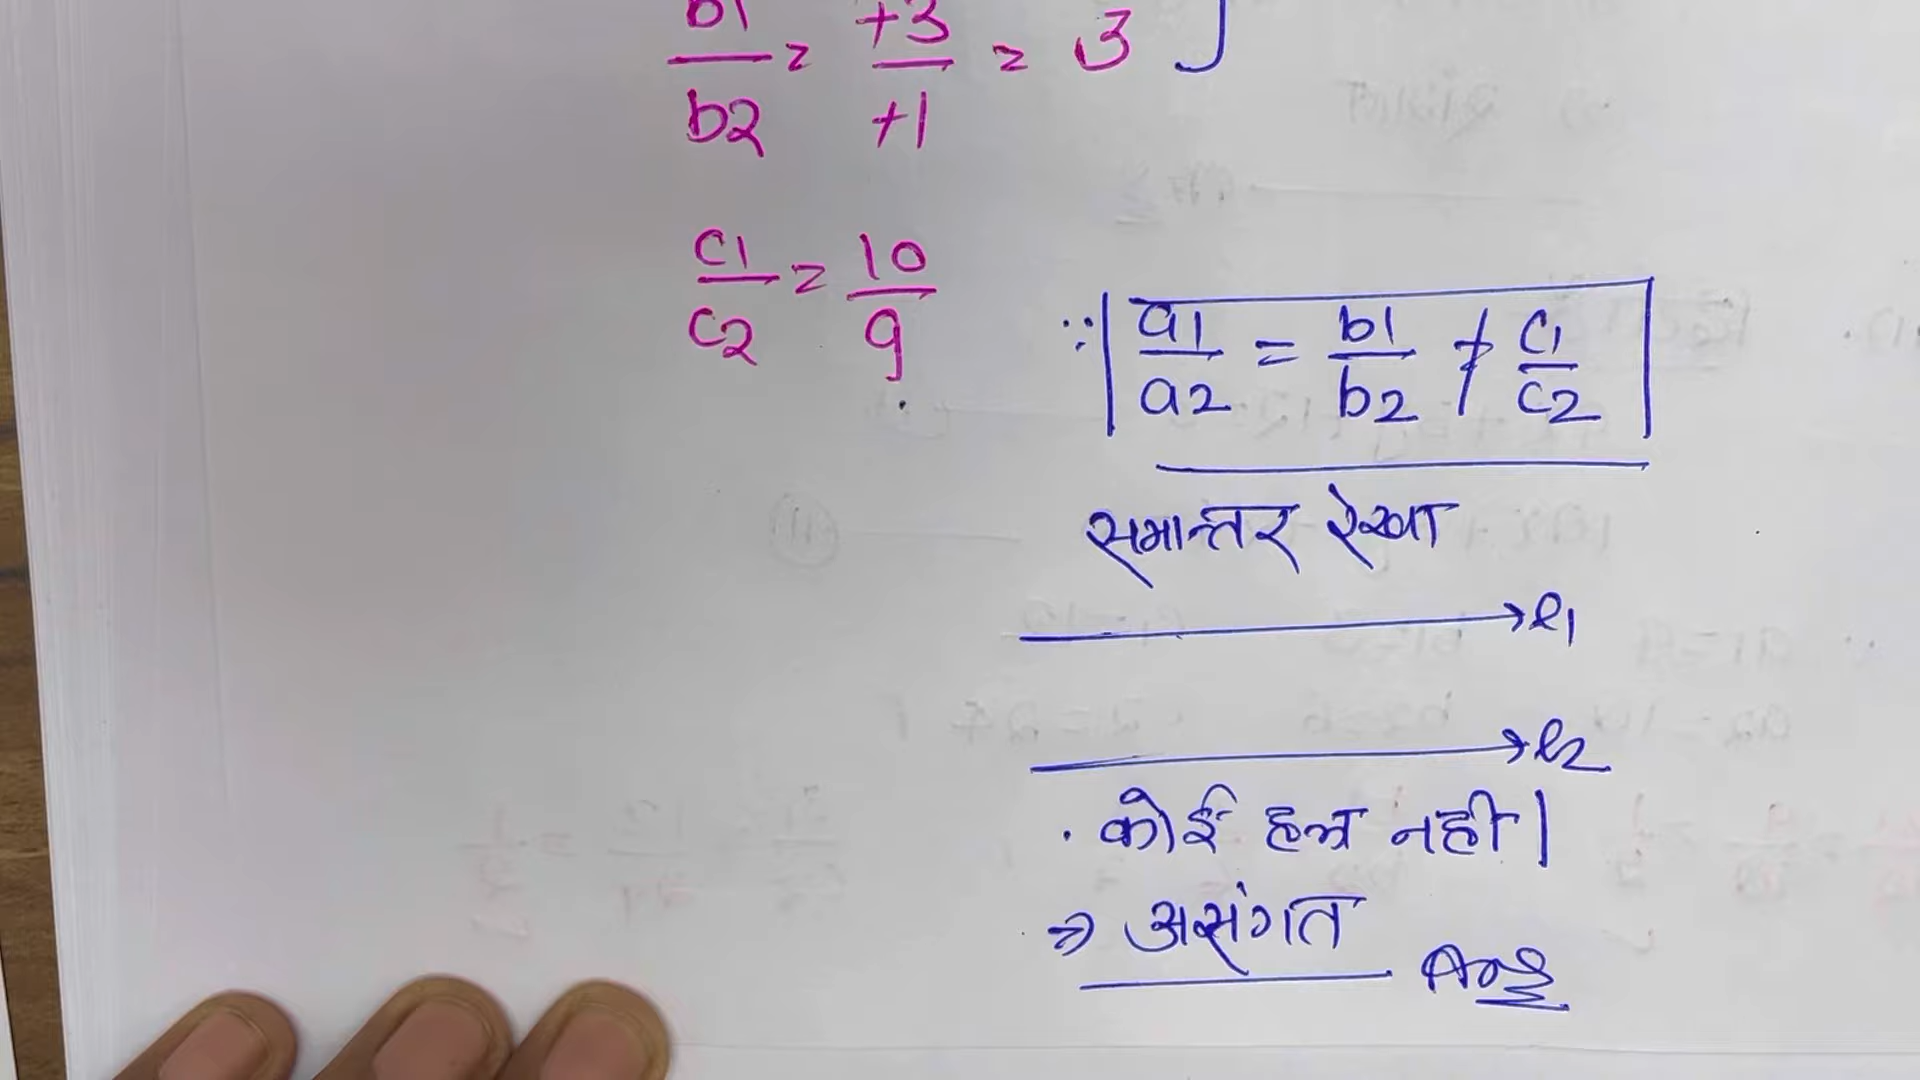 b1/b2 = +3/+1 = 3
c1/c2 = 10/9
∵ a1/a2 = b1/b2 ≠ c1/c2
समान्तर रेखा
l1
l2
. कोई हल नही |
⇒ असंगत Ans